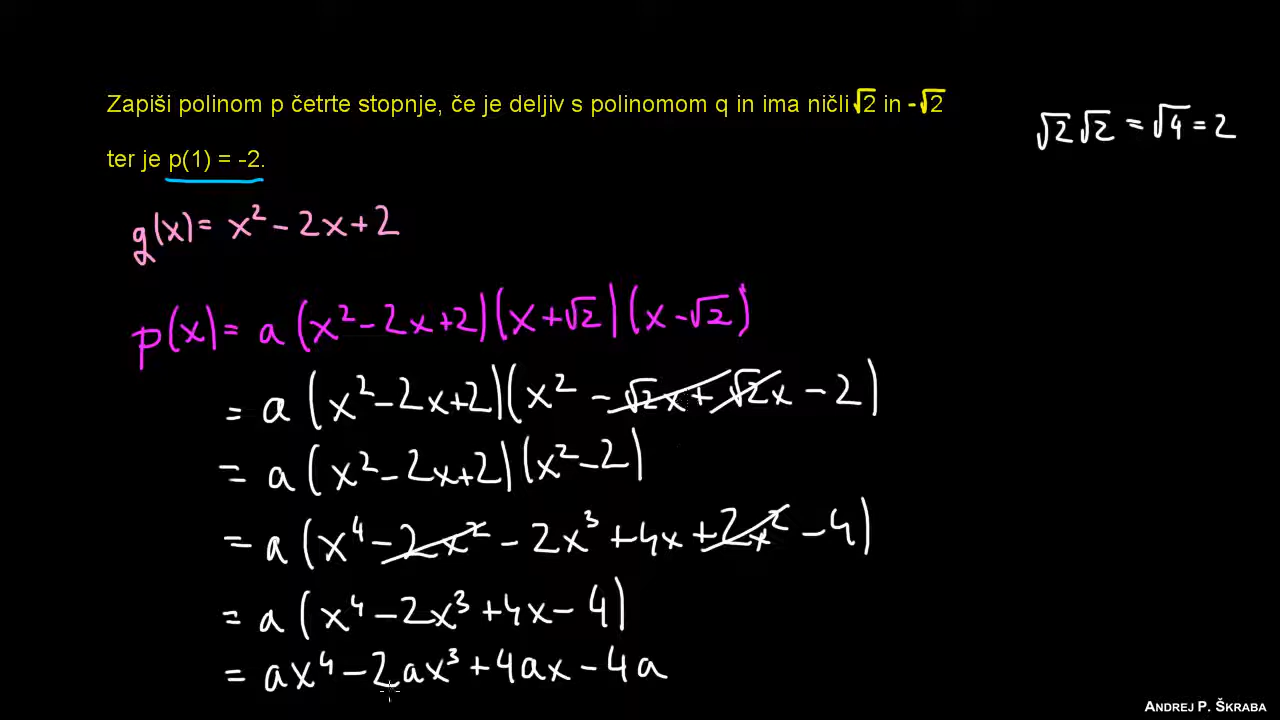 Zapiši polinom p četrte stopnje, če je deljiv s polinomom q in ima ničli √2 in -√2
ter je p(1) = -2.
√2 √2 = √4 = 2
q(x) = x² - 2x + 2
p(x) = a (x² - 2x + 2) (x + √2) (x - √2)
= a (x² - 2x + 2) (x² - √2x + √2x - 2)
= a (x² - 2x + 2) (x² - 2)
= a (x⁴ - 2x² - 2x³ + 4x + 2x² - 4)
= a (x⁴ - 2x³ + 4x - 4)
= ax⁴ - 2ax³ + 4ax - 4a
ANDREJ P. ŠKRABA